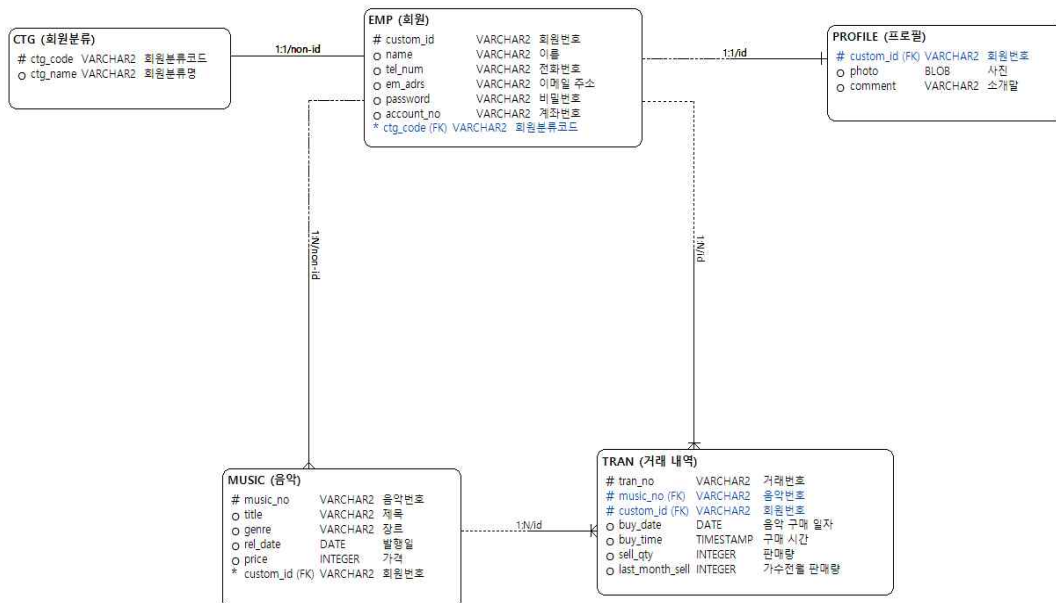 EMP (회원)
# custom_id VARCHAR2 회원번호
o name VARCHAR2 이름
o tel_num VARCHAR2 전화번호
o em_adrs VARCHAR2 이메일 주소
o password VARCHAR2 비밀번호
o account_no VARCHAR2 계좌번호
* ctg_code (FK) VARCHAR2 회원분류코드
CTG (회원분류)
# ctg_code VARCHAR2 회원분류코드
o ctg_name VARCHAR2 회원분류명
1:1/non-id
1:1/id
PROFILE (프로필)
# custom_id (FK) VARCHAR2 회원번호
o photo BLOB 사진
o comment VARCHAR2 소개말
1:N/non-id
1:N/id
MUSIC (음악)
# music_no VARCHAR2 음악번호
o title VARCHAR2 제목
o genre VARCHAR2 장르
o rel_date DATE 발행일
o price INTEGER 가격
* custom_id (FK) VARCHAR2 회원번호
1:N/id
TRAN (거래 내역)
# tran_no VARCHAR2 거래번호
# music_no (FK) VARCHAR2 음악번호
# custom_id (FK) VARCHAR2 회원번호
o buy_date DATE 음악 구매 일자
o buy_time TIMESTAMP 구매 시간
o sell_qty INTEGER 판매량
o last_month_sell INTEGER 가수전월 판매량